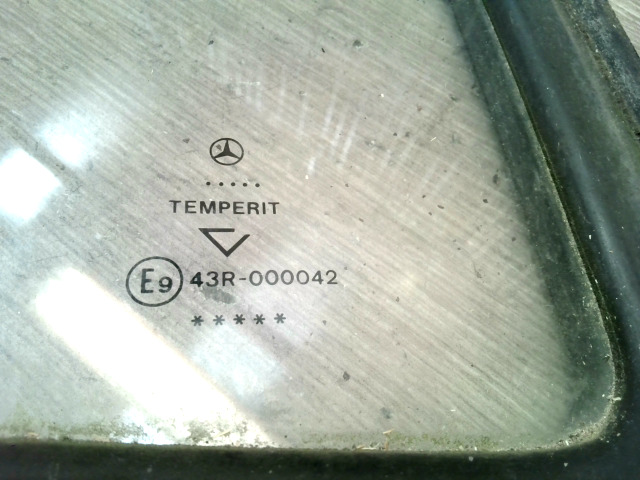 .....
TEMPERIT
E9 43R-000042
*****